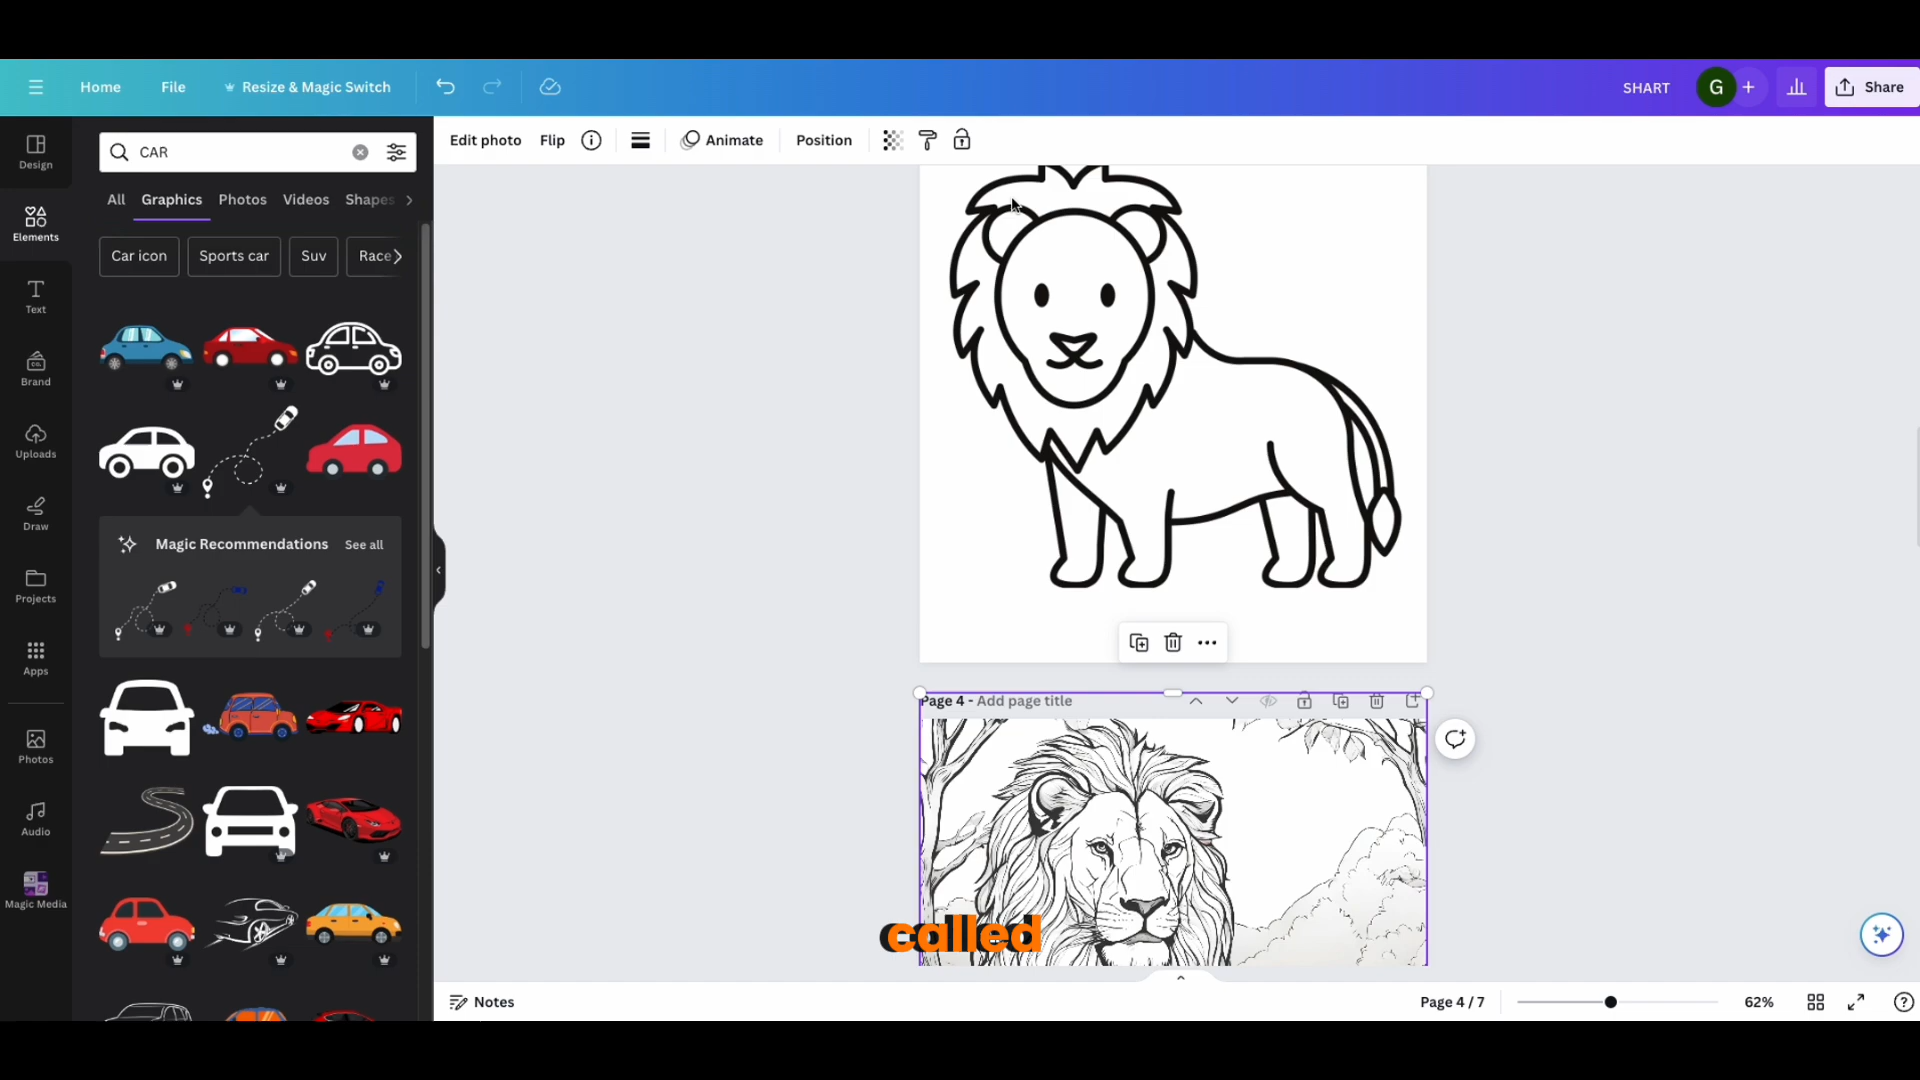 Home File Resize & Magic Switch SHART G + Share
Design
Elements
Text
Brand
CO.
Uploads
Draw
Projects
Apps
Photos
Audio
Magic Media
CAR
All Graphics Photos Videos Shapes
Car icon Sports car Suv Race
Magic Recommendations See all
Edit photo Flip Animate Position
Page 4 - Add page title
called
Notes Page 4 / 7 62% ?